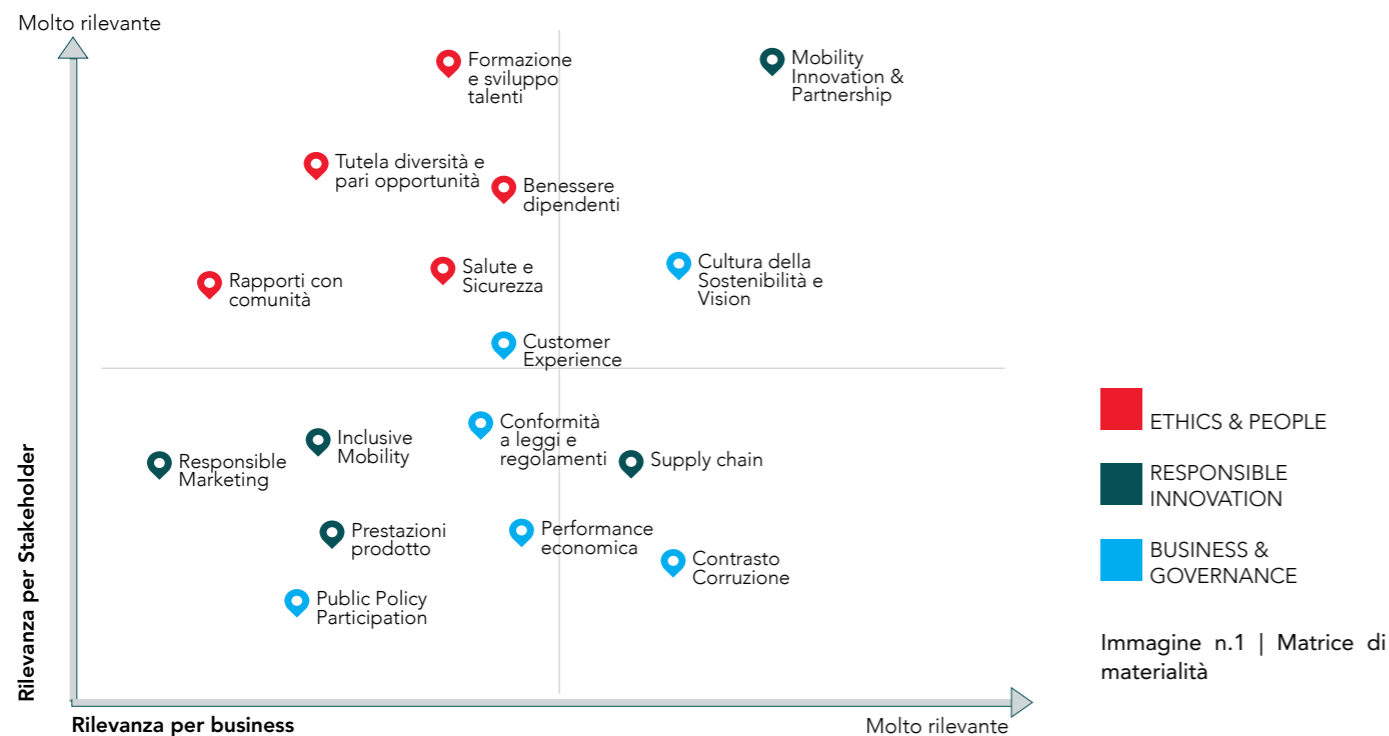 Molto rilevante
Formazione
e sviluppo
talenti
Mobility
Innovation &
Partnership
Tutela diversità e
pari opportunità
Benessere
dipendenti
Rapporti con
comunità
Salute e
Sicurezza
Cultura della
Sostenibilità e
Vision
Customer
Experience
Responsible
Marketing
Inclusive
Mobility
Conformità
a leggi e
regolamenti
Supply chain
Prestazioni
prodotto
Performance
economica
Contrasto
Corruzione
Public Policy
Participation
Rilevanza per Stakeholder
Rilevanza per business
Molto rilevante
ETHICS & PEOPLE
RESPONSIBLE
INNOVATION
BUSINESS &
GOVERNANCE
Immagine n.1 | Matrice di
materialità